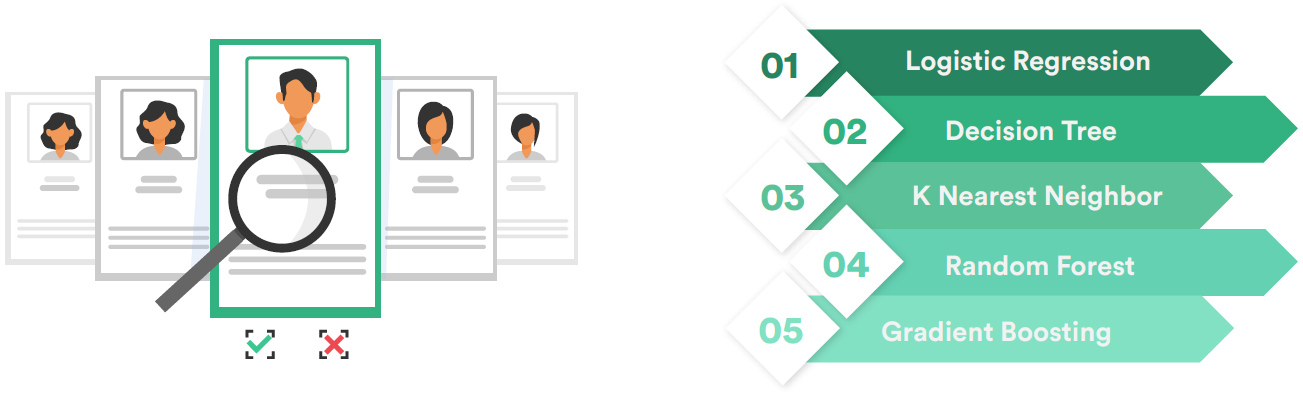 01 Logistic Regression
02 Decision Tree
03 K Nearest Neighbor
04 Random Forest
05 Gradient Boosting